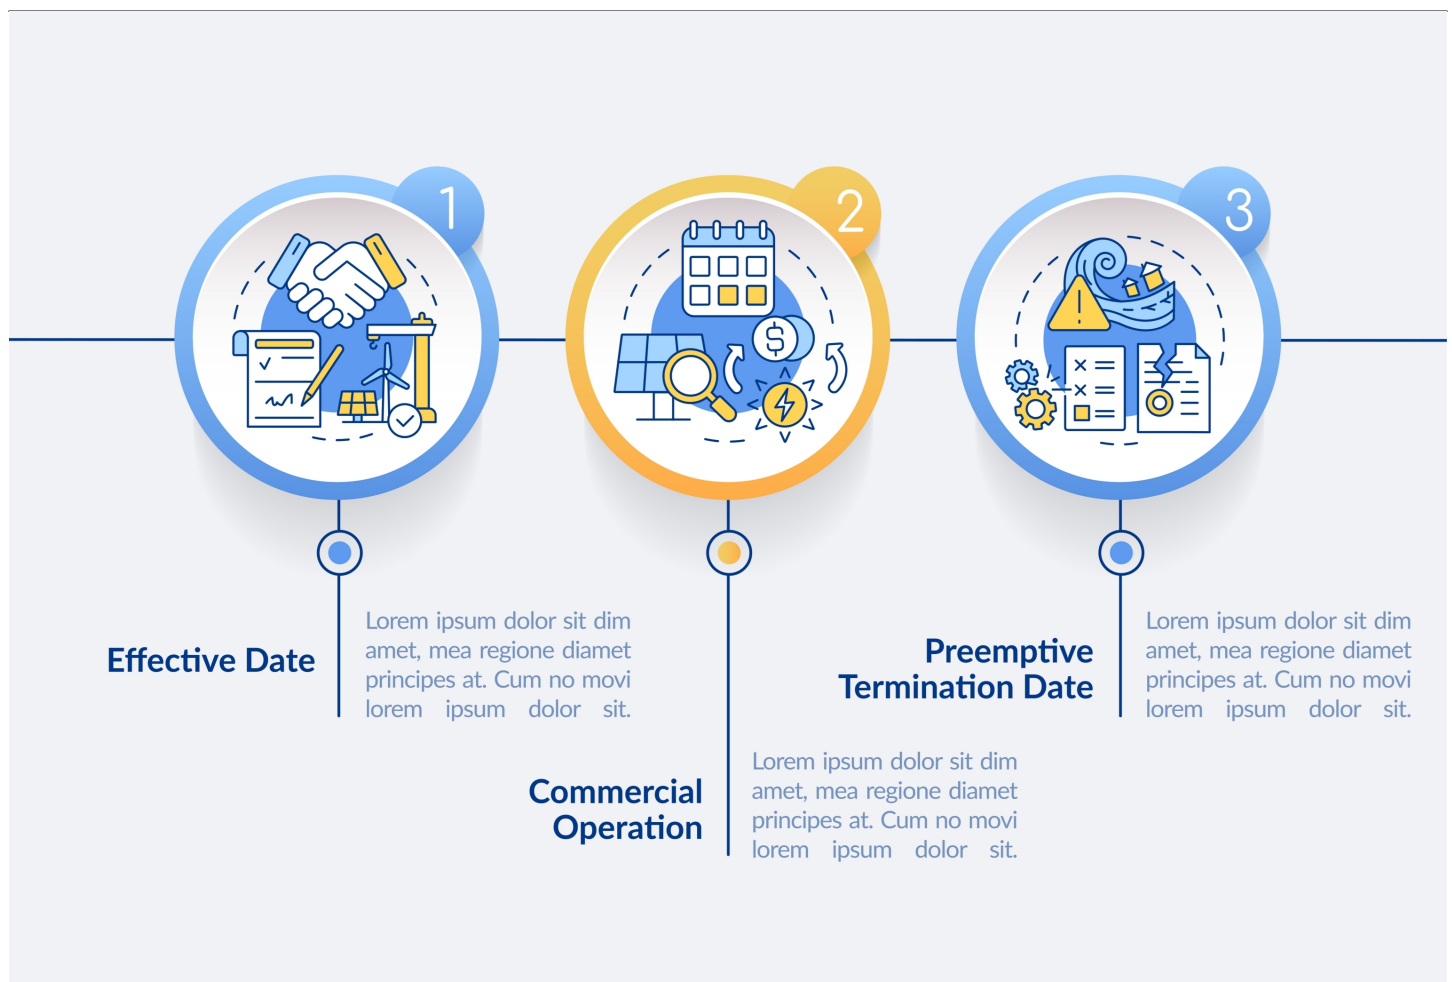 1
2
3
$
Effective Date
Lorem ipsum dolor sit dim
amet, mea regione diamet
principes at. Cum no movi
lorem ipsum dolor sit.
Commercial
Operation
Lorem ipsum dolor sit dim
amet, mea regione diamet
principes at. Cum no movi
lorem ipsum dolor sit.
Preemptive
Termination Date
Lorem ipsum dolor sit dim
amet, mea regione diamet
principes at. Cum no movi
lorem ipsum dolor sit.